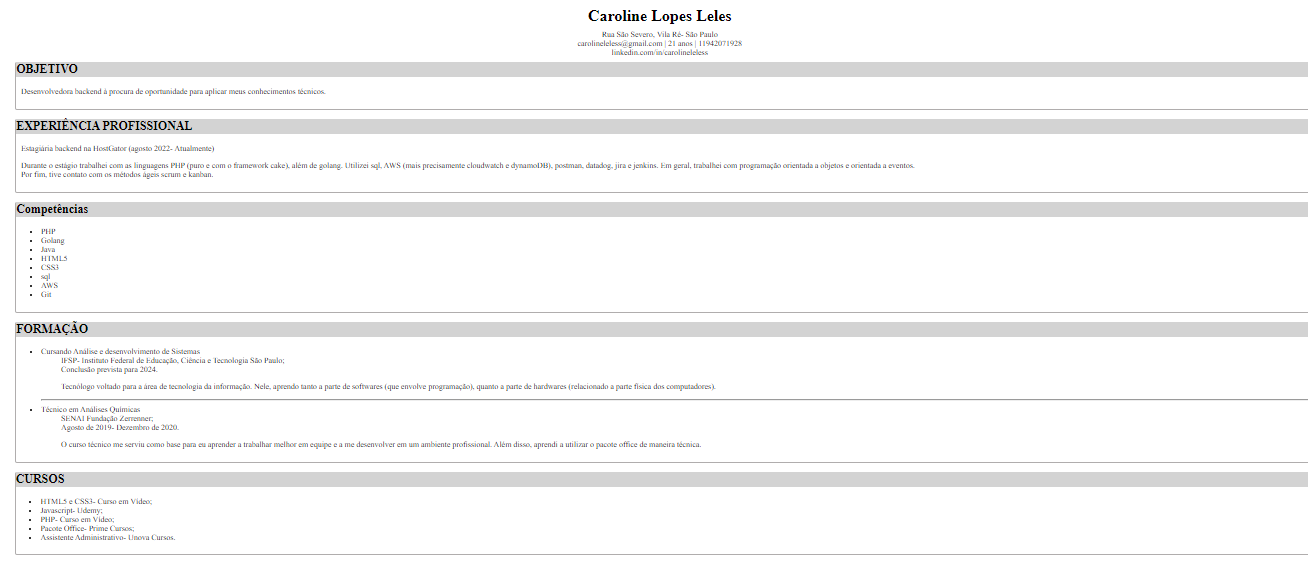 Caroline Lopes Leles
Rua São Severo, Vila Ré- São Paulo
carolineleless@gmail.com | 21 anos | 11942071928
linkedin.com/in/carolineleless
OBJETIVO
Desenvolvedora backend à procura de oportunidade para aplicar meus conhecimentos técnicos.
EXPERIÊNCIA PROFISSIONAL
Estagiária backend na HostGator (agosto 2022- Atualmente)
Durante o estágio trabalhei com as linguagens PHP (puro e com o framework cake), além de golang. Utilizei sql, AWS (mais precisamente cloudwatch e dynamoDB), postman, datadog, jira e jenkins. Em geral, trabalhei com programação orientada a objetos e orientada a eventos.
Por fim, tive contato com os métodos ágeis scrum e kanban.
Competências
PHP
Golang
Java
HTML5
CSS3
sql
AWS
Git
FORMAÇÃO
Cursando Análise e desenvolvimento de Sistemas
IFSP- Instituto Federal de Educação, Ciência e Tecnologia São Paulo;
Conclusão prevista para 2024.
Tecnólogo voltado para a área de tecnologia da informação. Nele, aprendo tanto a parte de softwares (que envolve programação), quanto a parte de hardwares (relacionado a parte física dos computadores).
Técnico em Análises Químicas
SENAI Fundação Zerrenner;
Agosto de 2019- Dezembro de 2020.
O curso técnico me serviu como base para eu aprender a trabalhar melhor em equipe e a me desenvolver em um ambiente profissional. Além disso, aprendi a utilizar o pacote office de maneira técnica.
CURSOS
HTML5 e CSS3- Curso em Vídeo;
Javascript- Udemy;
PHP- Curso em Vídeo;
Pacote Office- Prime Cursos;
Assistente Administrativo- Unova Cursos.